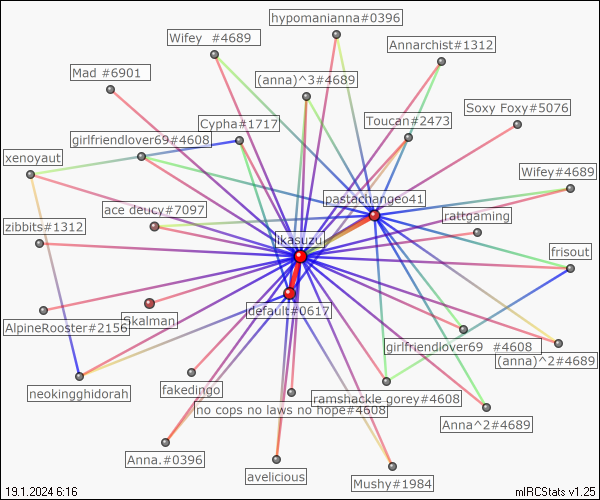 hypomanianna#0396
Wifey #4689
Annarchist#1312
Mad #6901
(anna)^3#4689
Soxy Foxy#5076
Cypha#1717
Toucan#2473
girlfriendlover69#4608
xenoyaut
Wifey#4689
pastachangeo41
ace deucy#7097
rattgaming
zibbits#1312
Ikasuzu
frisout
default#0617
AlpineRooster#2156
Skalman
girlfriendlover69 #4608
(anna)^2#4689
neokingghidorah
fakedingo
ramshackle gorey#4608
no cops no laws no hope#4608
Anna^2#4689
Anna.#0396
avelicious
Mushy#1984
19.1.2024 6:16
mIRCStats v1.25